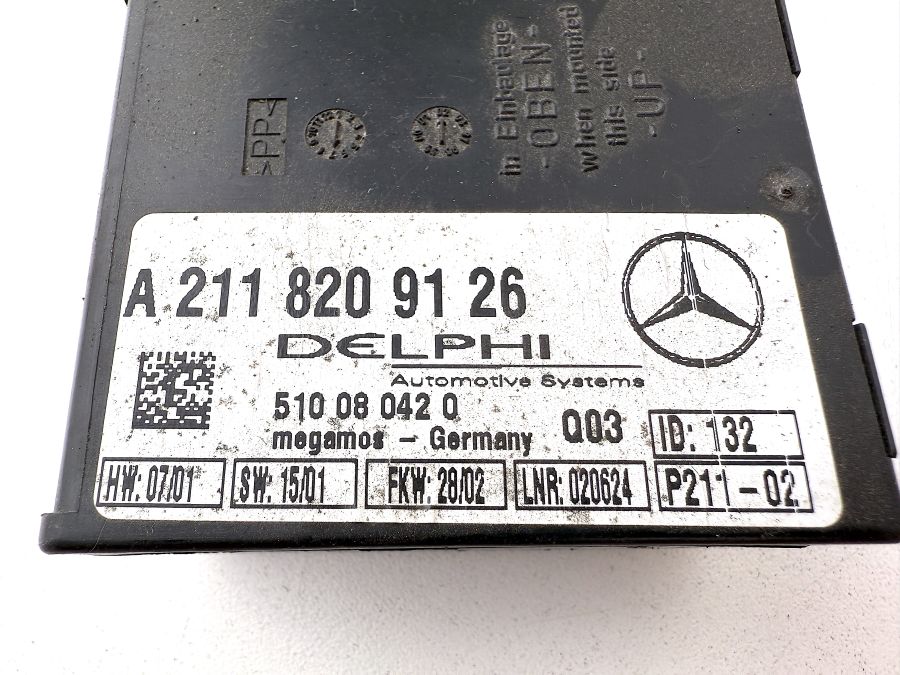 in Einbaulage
-OBEN-
when mounted
this side
-UP-
>PP<
A 211 820 91 26
DELPHI
Automotive Systems
510 08 042 0
megamos - Germany
Q03
ID: 132
HW: 07/01
SW: 15/01
FKW: 28/02
LNR: 020624
P211-02